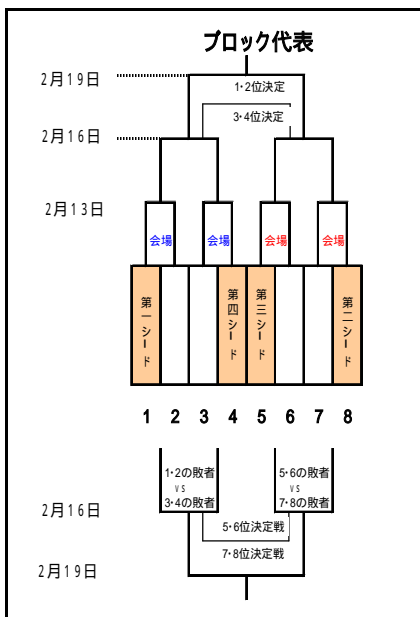 ブロック代表
2月19日
1・2位決定
3・4位決定
2月16日
2月13日
会場 会場 会場 会場
第一シード 第四シード 第三シード 第二シード
1 2 3 4 5 6 7 8
1・2の敗者
VS
3・4の敗者
5・6の敗者
VS
7・8の敗者
2月16日
5・6位決定戦
7・8位決定戦
2月19日